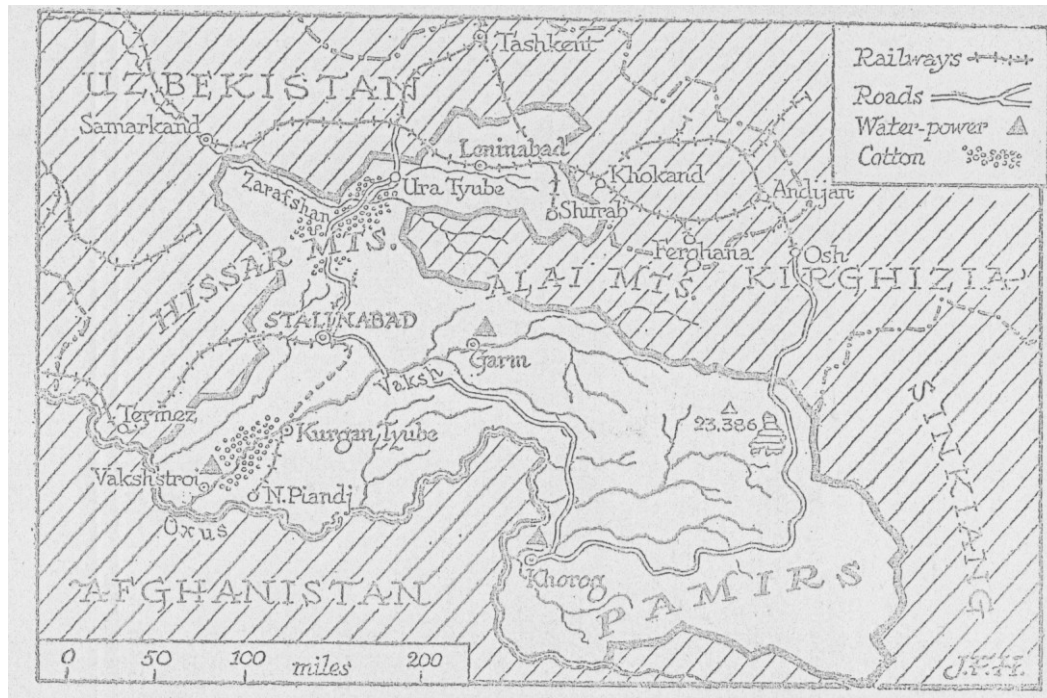 Tashkent
UZBEKISTAN
Railways
Roads
Water-power
Cotton
Samarkand
Leninabad
Zarafshan
Ura Tyube
Khokand
Andijan
Shurab
MTS.
Ferghana
Osh
HISSAR
ALAI MTS.
KIRGHIZIA
STALINABAD
Garm
Vaksh
SINKIANG
23,386
Termez
Kurgan Tyube
Vakshstroi
N. Piandj
Oxus
Khorog
PAMIRS
AFGHANISTAN
0 50 100 200
miles